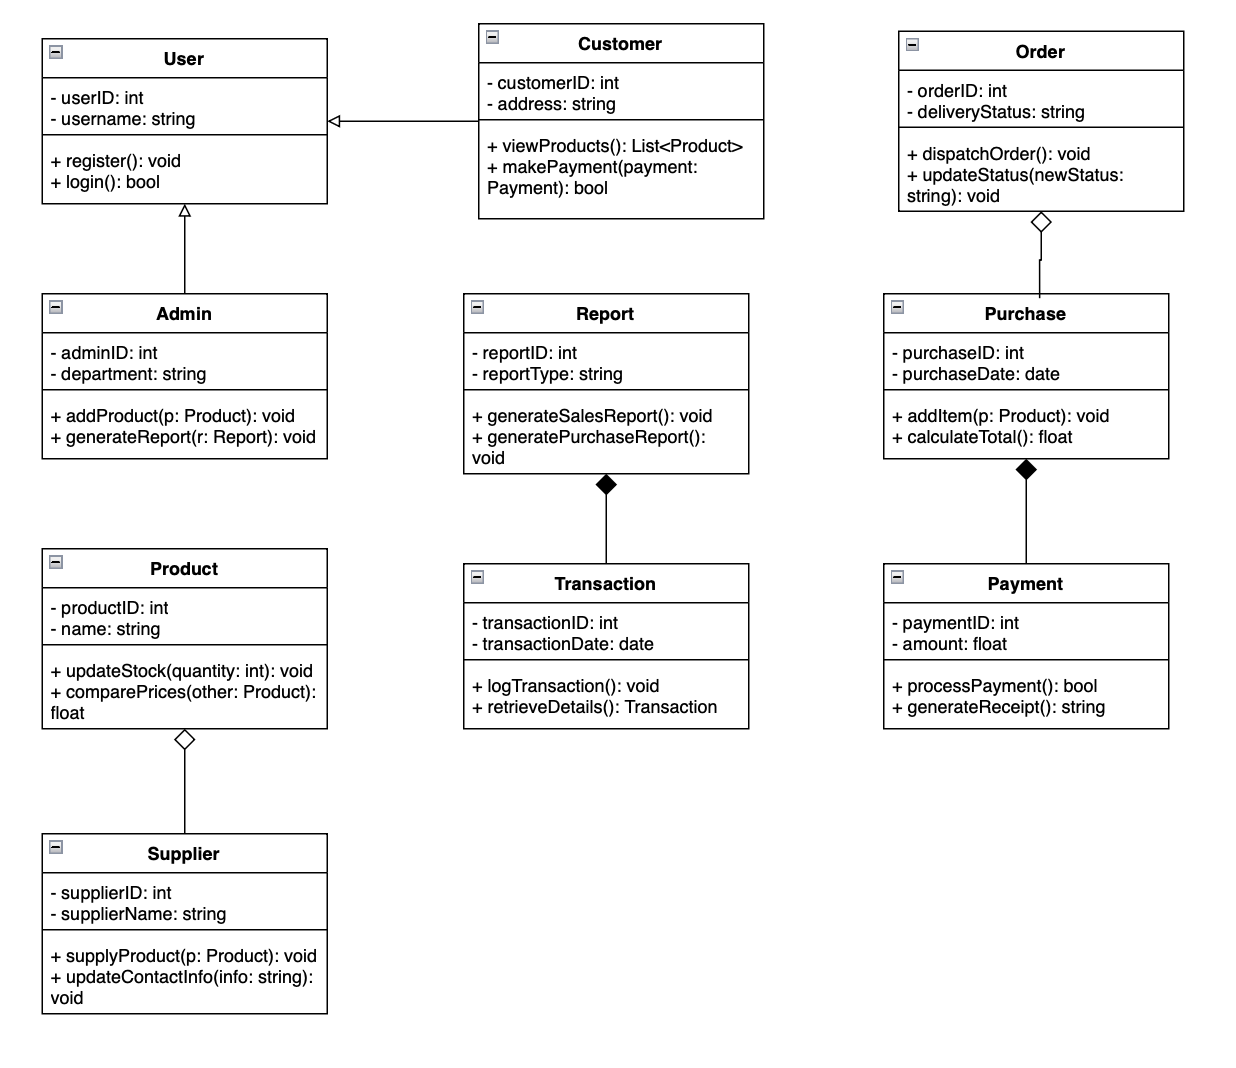 User
- userID: int
- username: string
+ register(): void
+ login(): bool
Customer
- customerID: int
- address: string
+ viewProducts(): List<Product>
+ makePayment(payment:
Payment): bool
Order
- orderID: int
- deliveryStatus: string
+ dispatchOrder(): void
+ updateStatus(newStatus:
string): void
Admin
- adminID: int
- department: string
+ addProduct(p: Product): void
+ generateReport(r: Report): void
Report
- reportID: int
- reportType: string
+ generateSalesReport(): void
+ generatePurchaseReport():
void
Purchase
- purchaseID: int
- purchaseDate: date
+ addItem(p: Product): void
+ calculateTotal(): float
Product
- productID: int
- name: string
+ updateStock(quantity: int): void
+ comparePrices(other: Product):
float
Transaction
- transactionID: int
- transactionDate: date
+ logTransaction(): void
+ retrieveDetails(): Transaction
Payment
- paymentID: int
- amount: float
+ processPayment(): bool
+ generateReceipt(): string
Supplier
- supplierID: int
- supplierName: string
+ supplyProduct(p: Product): void
+ updateContactInfo(info: string):
void